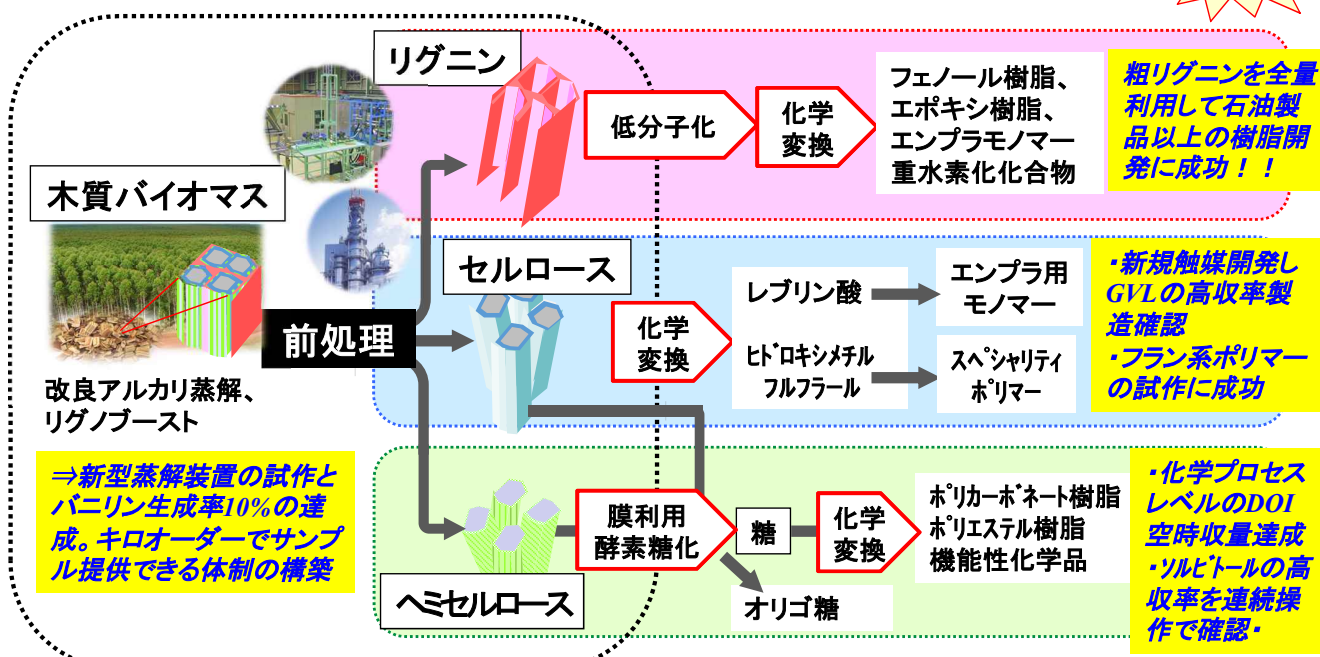 リグニン
低分子化
化学
変換
フェノール樹脂、
エポキシ樹脂、
エンプラモノマー
重水素化化合物
粗リグニンを全量
利用して石油製
品以上の樹脂開
発に成功！！
木質バイオマス
前処理
改良アルカリ蒸解、
リグノブースト
⇒新型蒸解装置の試作と
バニリン生成率10%の達
成。キロオーダーでサンプ
ル提供できる体制の構築
セルロース
化学
変換
レブリン酸
エンプラ用
モノマー
ﾋﾄﾞﾛｷｼﾒﾁﾙ
フルフラール
ｽﾍﾟｼｬﾘﾃｨ
ﾎﾟﾘﾏｰ
・新規触媒開発し
GVLの高収率製
造確認
・フラン系ポリマー
の試作に成功
ヘミセルロース
膜利用
酵素糖化
糖
オリゴ糖
化学
変換
ﾎﾟﾘｶｰﾎﾞﾈｰﾄ樹脂
ﾎﾟﾘｴｽﾃﾙ樹脂
機能性化学品
・化学プロセス
レベルのDOI
空時収量達成
・ｿﾙﾋﾞﾄｰﾙの高
収率を連続操
作で確認・